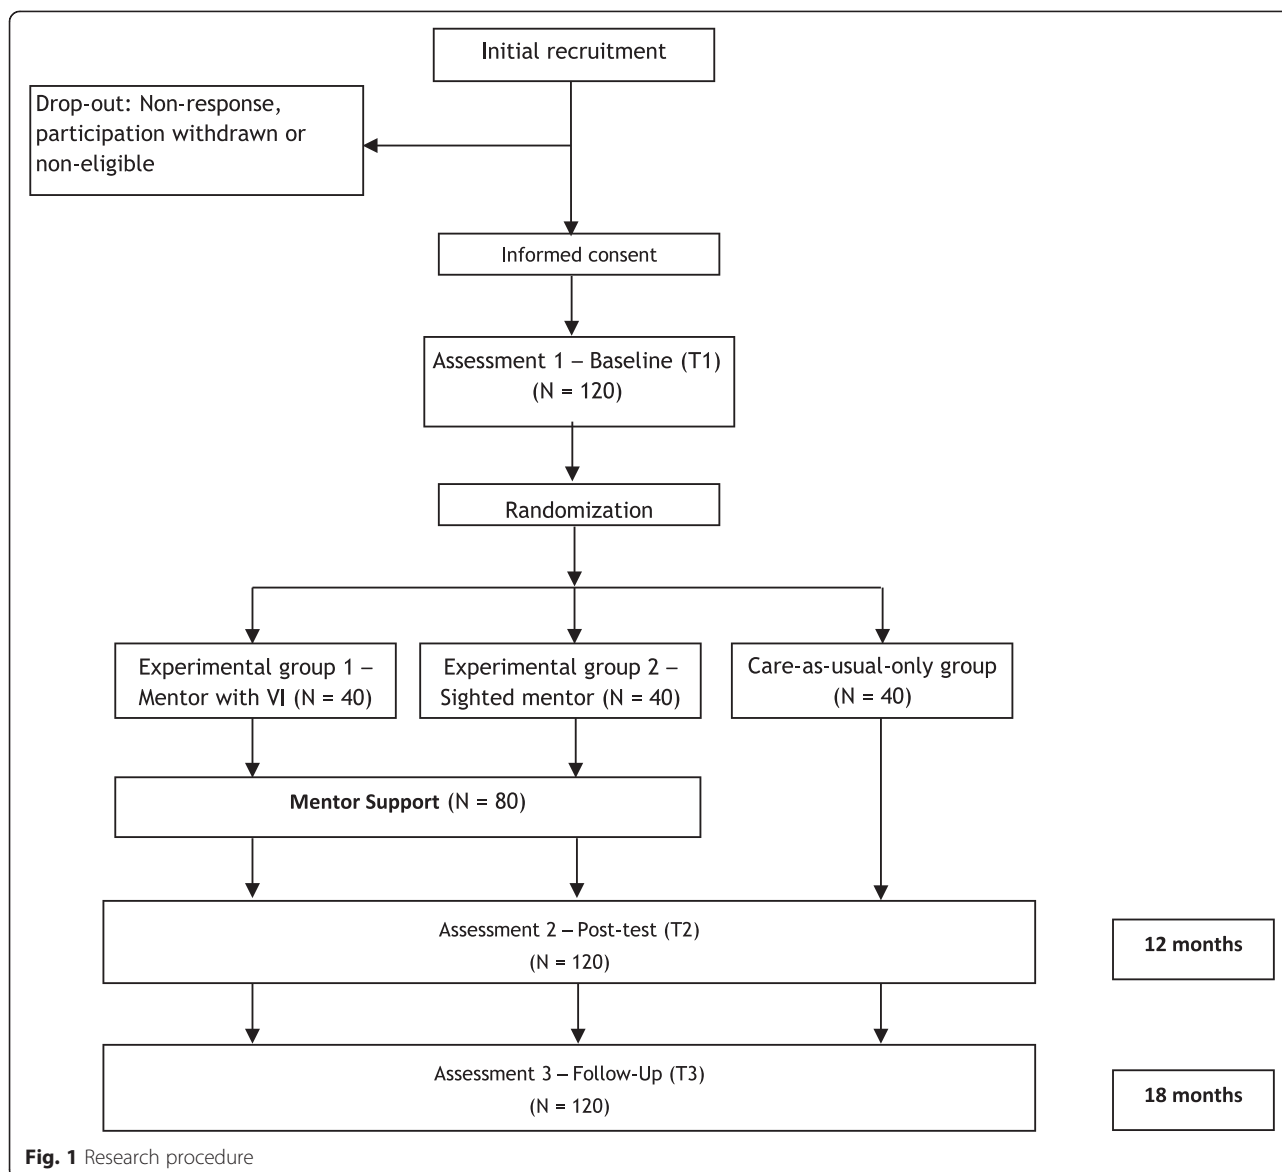 Initial recruitment
Drop-out: Non-response,
participation withdrawn or
non-eligible
Informed consent
Assessment 1 – Baseline (T1)
(N = 120)
Randomization
Experimental group 1 –
Mentor with VI (N = 40)
Experimental group 2 –
Sighted mentor (N = 40)
Care-as-usual-only group
(N = 40)
Mentor Support (N = 80)
Assessment 2 – Post-test (T2)
(N = 120)
12 months
Assessment 3 – Follow-Up (T3)
(N = 120)
18 months
Fig. 1 Research procedure